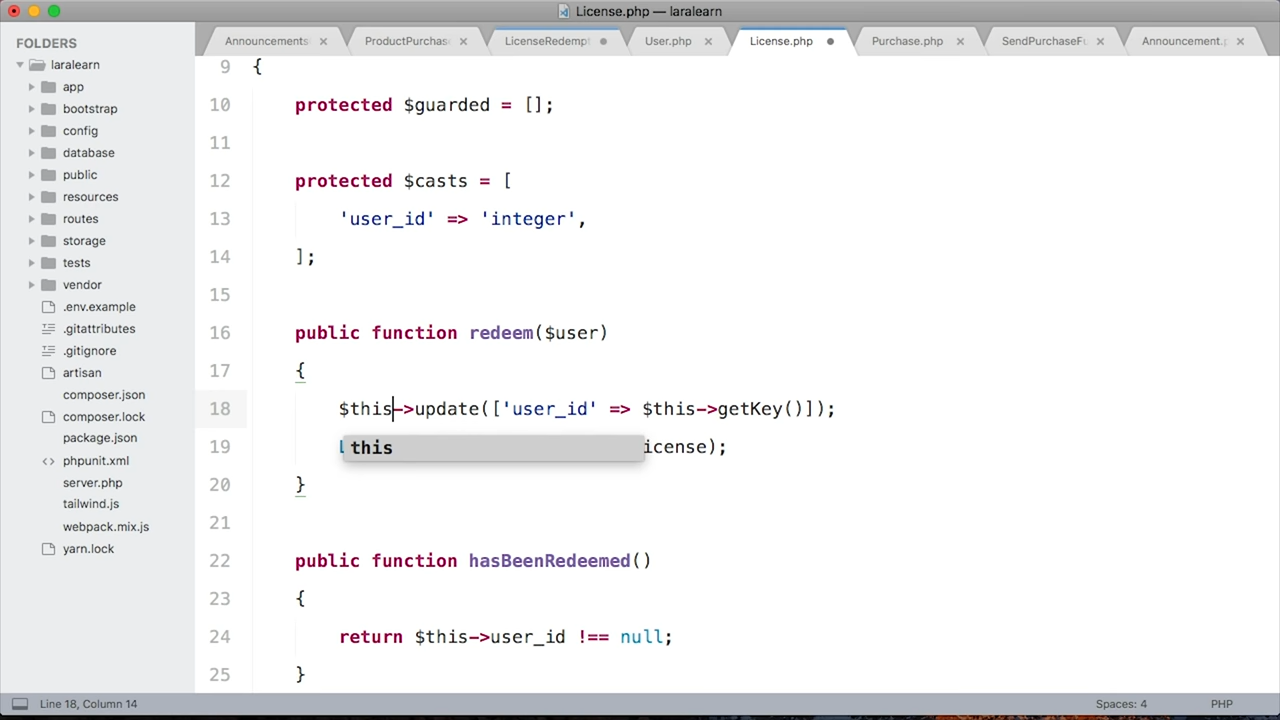 License.php — laralearn
FOLDERS
laralearn
app
bootstrap
config
database
public
resources
routes
storage
tests
vendor
.env.example
.gitattributes
.gitignore
artisan
composer.json
composer.lock
package.json
phpunit.xml
server.php
tailwind.js
webpack.mix.js
yarn.lock
Announcements ProductPurchas LicenseRedempt User.php License.php Purchase.php SendPurchaseFu Announcement.p
9 {
10 protected $guarded = [];
11
12 protected $casts = [
13 'user_id' => 'integer',
14 ];
15
16 public function redeem($user)
17 {
18 $this->update(['user_id' => $this->getKey()]);
this
19 icense);
20 }
21
22 public function hasBeenRedeemed()
23 {
24 return $this->user_id !== null;
25 }
Line 18, Column 14
Spaces: 4
PHP